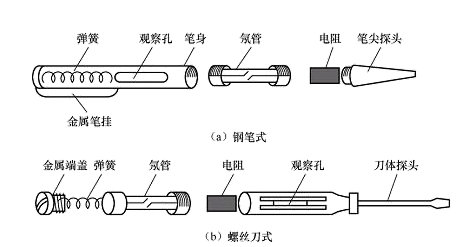 弹簧 观察孔 笔身 氖管 电阻 笔尖探头
金属笔挂
（a）钢笔式
金属端盖 弹簧 氖管 电阻 观察孔 刀体探头
（b）螺丝刀式